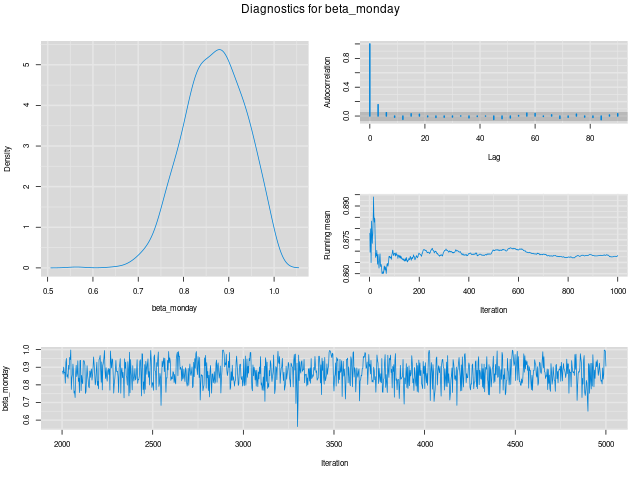 Diagnostics for beta_monday
Density
0 1 2 3 4 5
0.5 0.6 0.7 0.8 0.9 1.0
beta_monday
Autocorrelation
0.0 0.4 0.8
0 20 40 60 80
Lag
Running mean
0.860 0.875 0.890
0 200 400 600 800 1000
Iteration
beta_monday
0.6 0.7 0.8 0.9 1.0
2000 2500 3000 3500 4000 4500 5000
Iteration